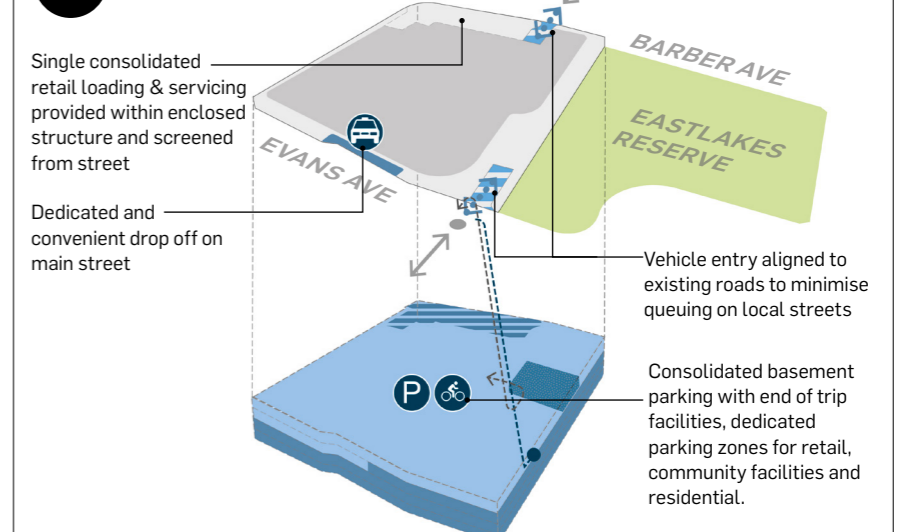 Single consolidated
retail loading & servicing
provided within enclosed
structure and screened
from street
BARBER AVE
EASTLAKES
RESERVE
EVANS AVE
Dedicated and
convenient drop off on
main street
Vehicle entry aligned to
existing roads to minimise
queuing on local streets
P
Consolidated basement
parking with end of trip
facilities, dedicated
parking zones for retail,
community facilities and
residential.